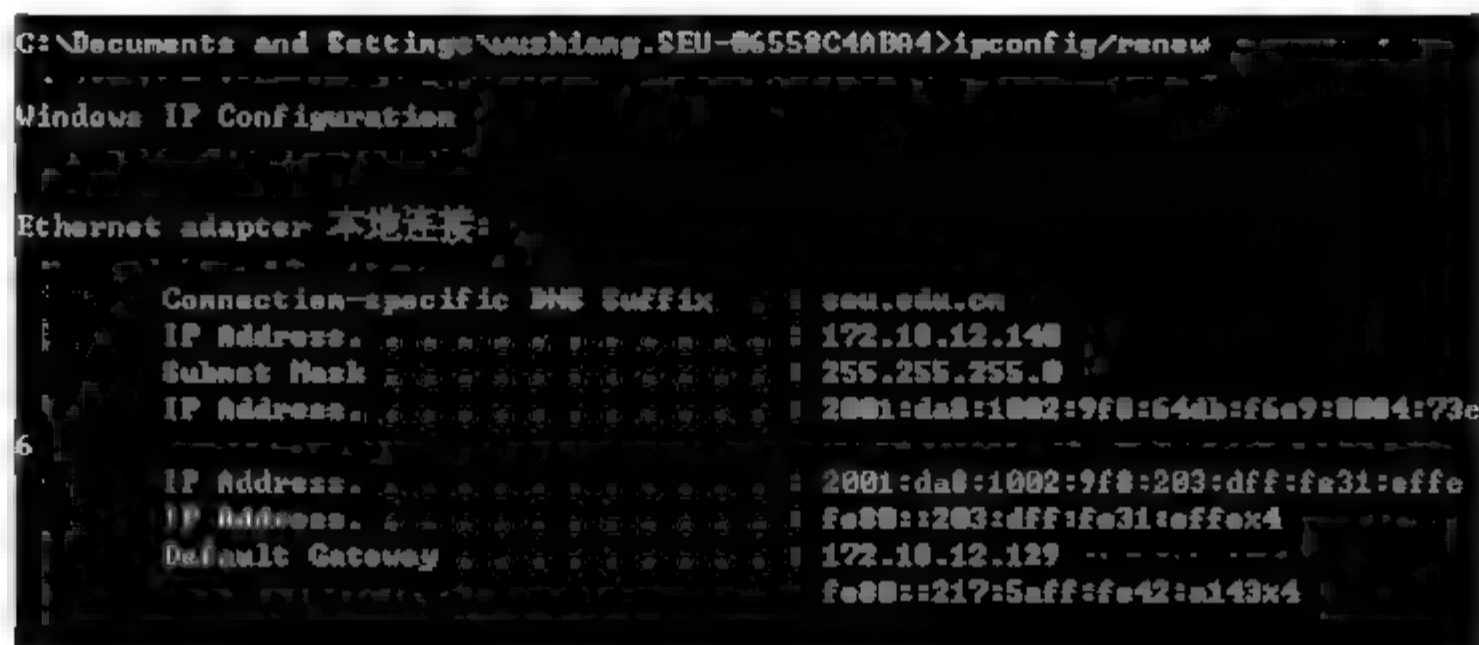 C:\Documents and Settings\wushiang.SEU-06558C4ABA4>ipconfig/renew
Windows IP Configuration
Ethernet adapter 本地连接:
Connection-specific DNS Suffix . : seu.edu.cn
IP Address. . . . . . . . . . . . : 172.18.12.140
Subnet Mask . . . . . . . . . . . : 255.255.255.0
IP Address. . . . . . . . . . . . : 2001:da8:1002:9f8:64db:f6a9:8084:73e
6
IP Address. . . . . . . . . . . . : 2001:da8:1002:9f8:203:dff:fe31:effe
IP Address. . . . . . . . . . . . : fe80::203:dff:fe31:effe%4
Default Gateway . . . . . . . . . : 172.18.12.129
fe80::217:5aff:fe42:a143%4